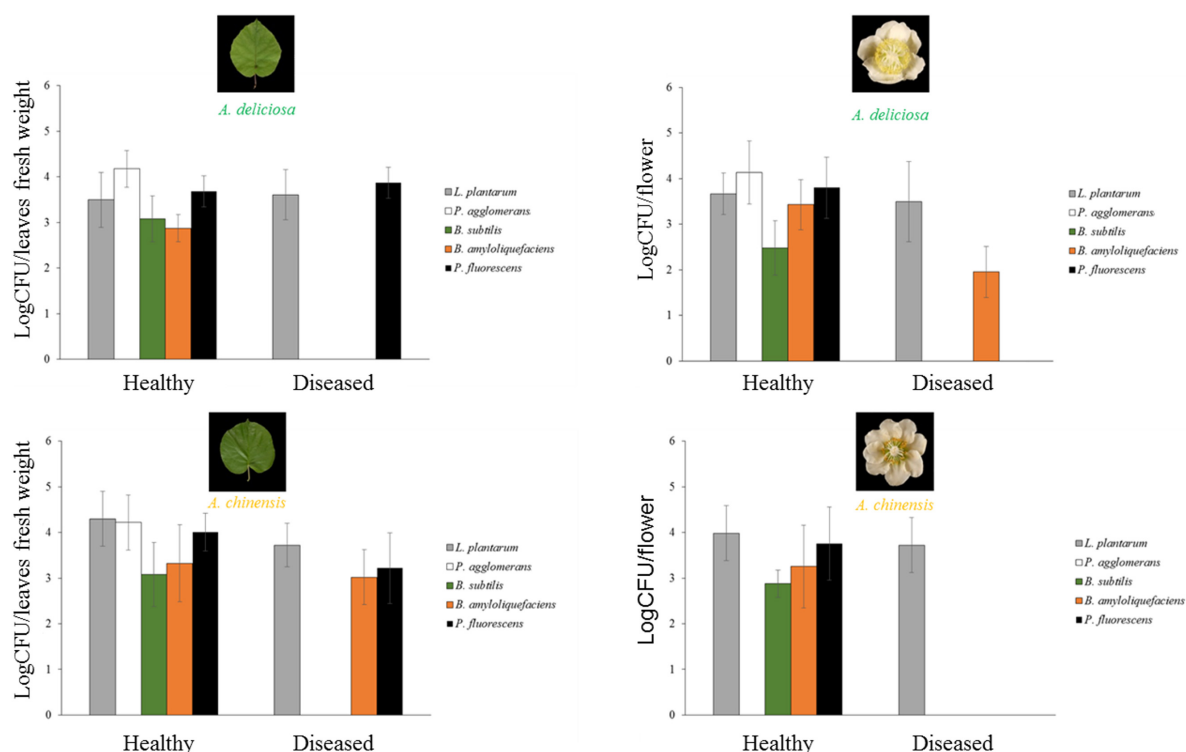 A. deliciosa
LogCFU/leaves fresh weight
6
5
4
3
2
1
0
Healthy
Diseased
L. plantarum
P. agglomerans
B. subtilis
B. amyloliquefaciens
P. fluorescens
A. deliciosa
LogCFU/flower
6
5
4
3
2
1
0
Healthy
Diseased
L. plantarum
P. agglomerans
B. subtilis
B. amyloliquefaciens
P. fluorescens
A. chinensis
LogCFU/leaves fresh weight
6
5
4
3
2
1
0
Healthy
Diseased
L. plantarum
P. agglomerans
B. subtilis
B. amyloliquefaciens
P. fluorescens
A. chinensis
LogCFU/flower
6
5
4
3
2
1
0
Healthy
Diseased
L. plantarum
P. agglomerans
B. subtilis
B. amyloliquefaciens
P. fluorescens